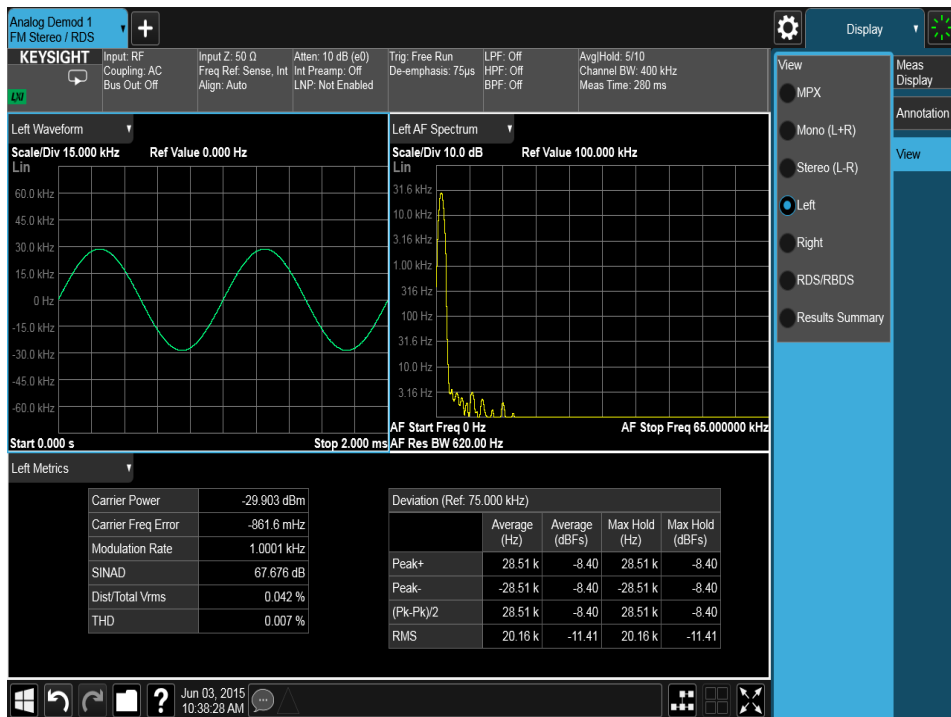 Analog Demod 1
FM Stereo / RDS
Display
KEYSIGHT
LXI
Input: RF
Coupling: AC
Bus Out: Off
Input Z: 50 Ω
Freq Ref: Sense, Int
Align: Auto
Atten: 10 dB (e0)
Int Preamp: Off
LNP: Not Enabled
Trig: Free Run
De-emphasis: 75µs
LPF: Off
HPF: Off
BPF: Off
Avg|Hold: 5/10
Channel BW: 400 kHz
Meas Time: 280 ms
View
MPX
Mono (L+R)
Stereo (L-R)
Left
Right
RDS/RBDS
Results Summary
Meas
Display
Annotation
View
Left Waveform
Scale/Div 15.000 kHz Ref Value 0.000 Hz
Lin
60.0 kHz
45.0 kHz
30.0 kHz
15.0 kHz
0 Hz
-15.0 kHz
-30.0 kHz
-45.0 kHz
-60.0 kHz
Start 0.000 s Stop 2.000 ms
Left AF Spectrum
Scale/Div 10.0 dB Ref Value 100.000 kHz
Lin
31.6 kHz
10.0 kHz
3.16 kHz
1.00 kHz
316 Hz
100 Hz
31.6 Hz
10.0 Hz
3.16 Hz
AF Start Freq 0 Hz AF Stop Freq 65.000000 kHz
AF Res BW 620.00 Hz
Left Metrics
Carrier Power -29.903 dBm
Carrier Freq Error -861.6 mHz
Modulation Rate 1.0001 kHz
SINAD 67.676 dB
Dist/Total Vrms 0.042 %
THD 0.007 %
Deviation (Ref: 75.000 kHz)
Average (Hz) Average (dBFs) Max Hold (Hz) Max Hold (dBFs)
Peak+ 28.51 k -8.40 28.51 k -8.40
Peak- -28.51 k -8.40 -28.51 k -8.40
(Pk-Pk)/2 28.51 k -8.40 28.51 k -8.40
RMS 20.16 k -11.41 20.16 k -11.41
?
Jun 03, 2015
10:38:28 AM